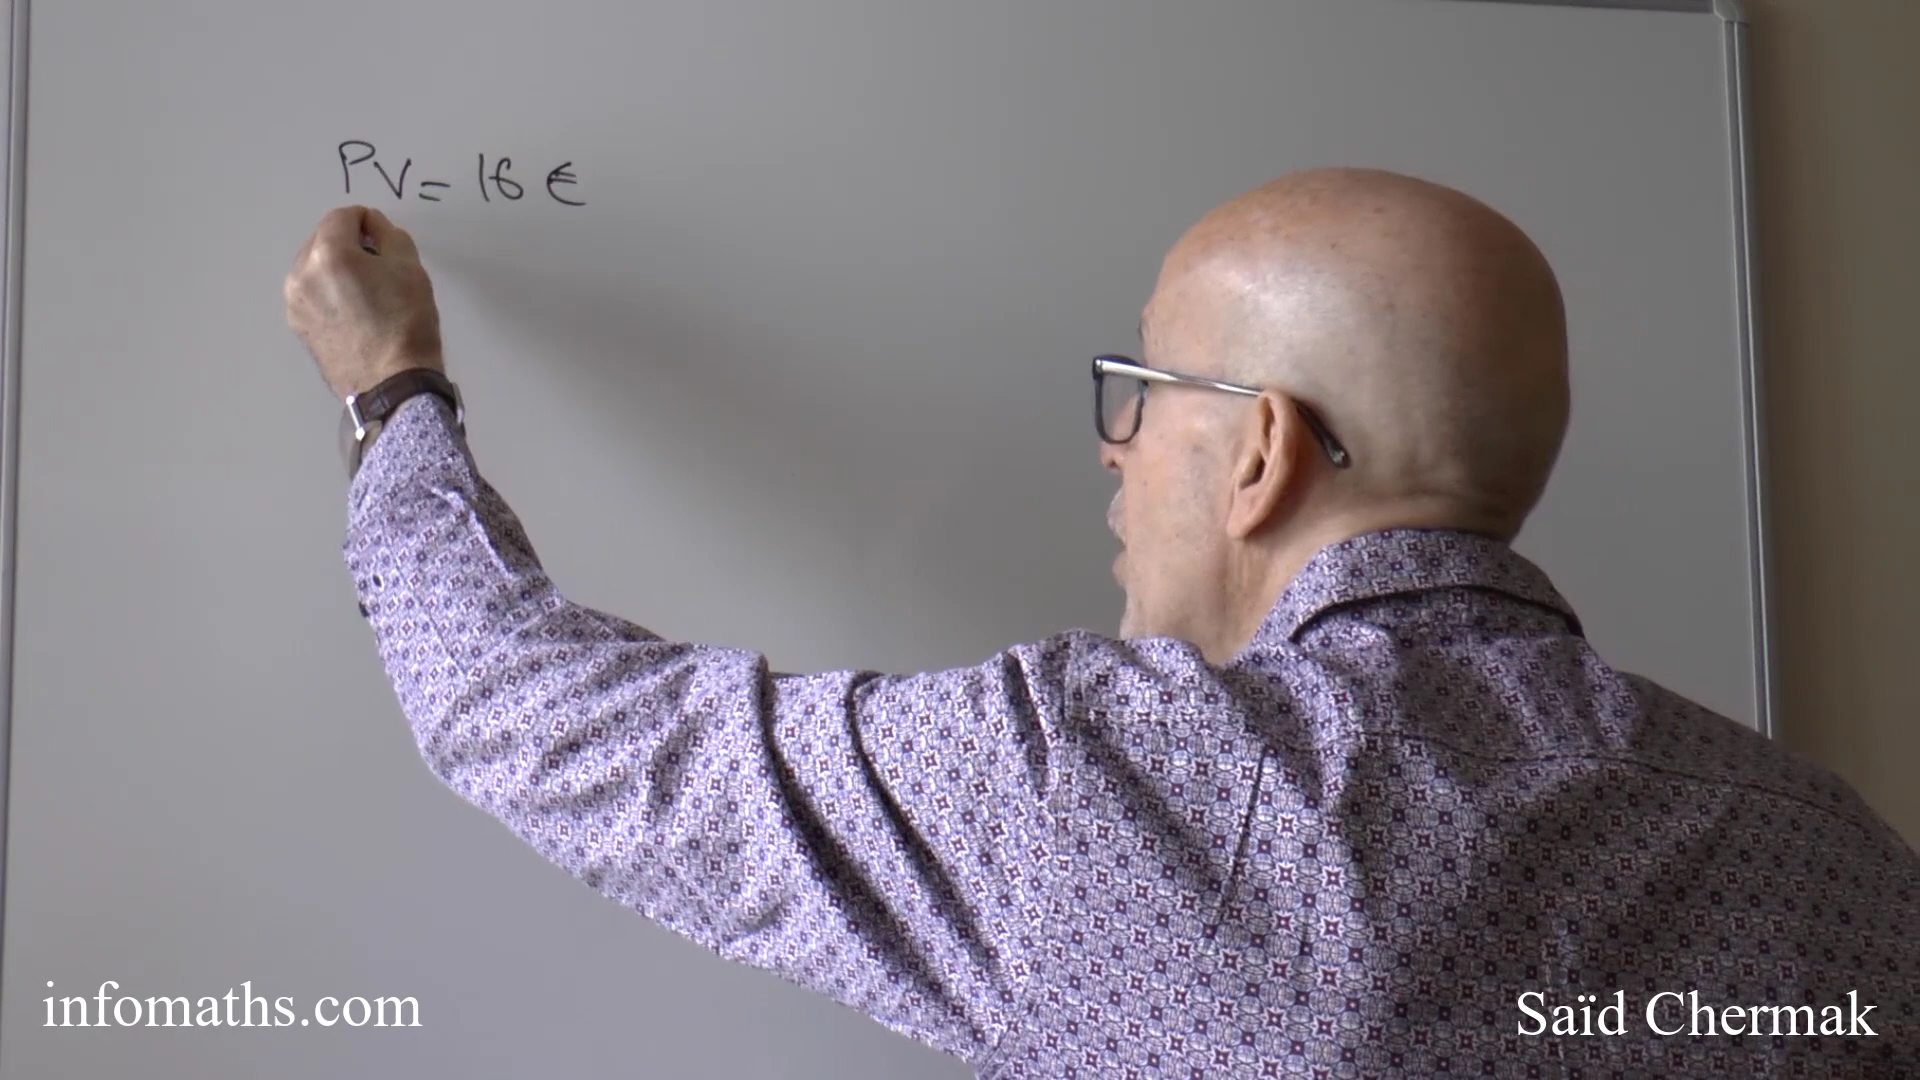 PV = 16 €
infomaths.com
Saïd Chermak